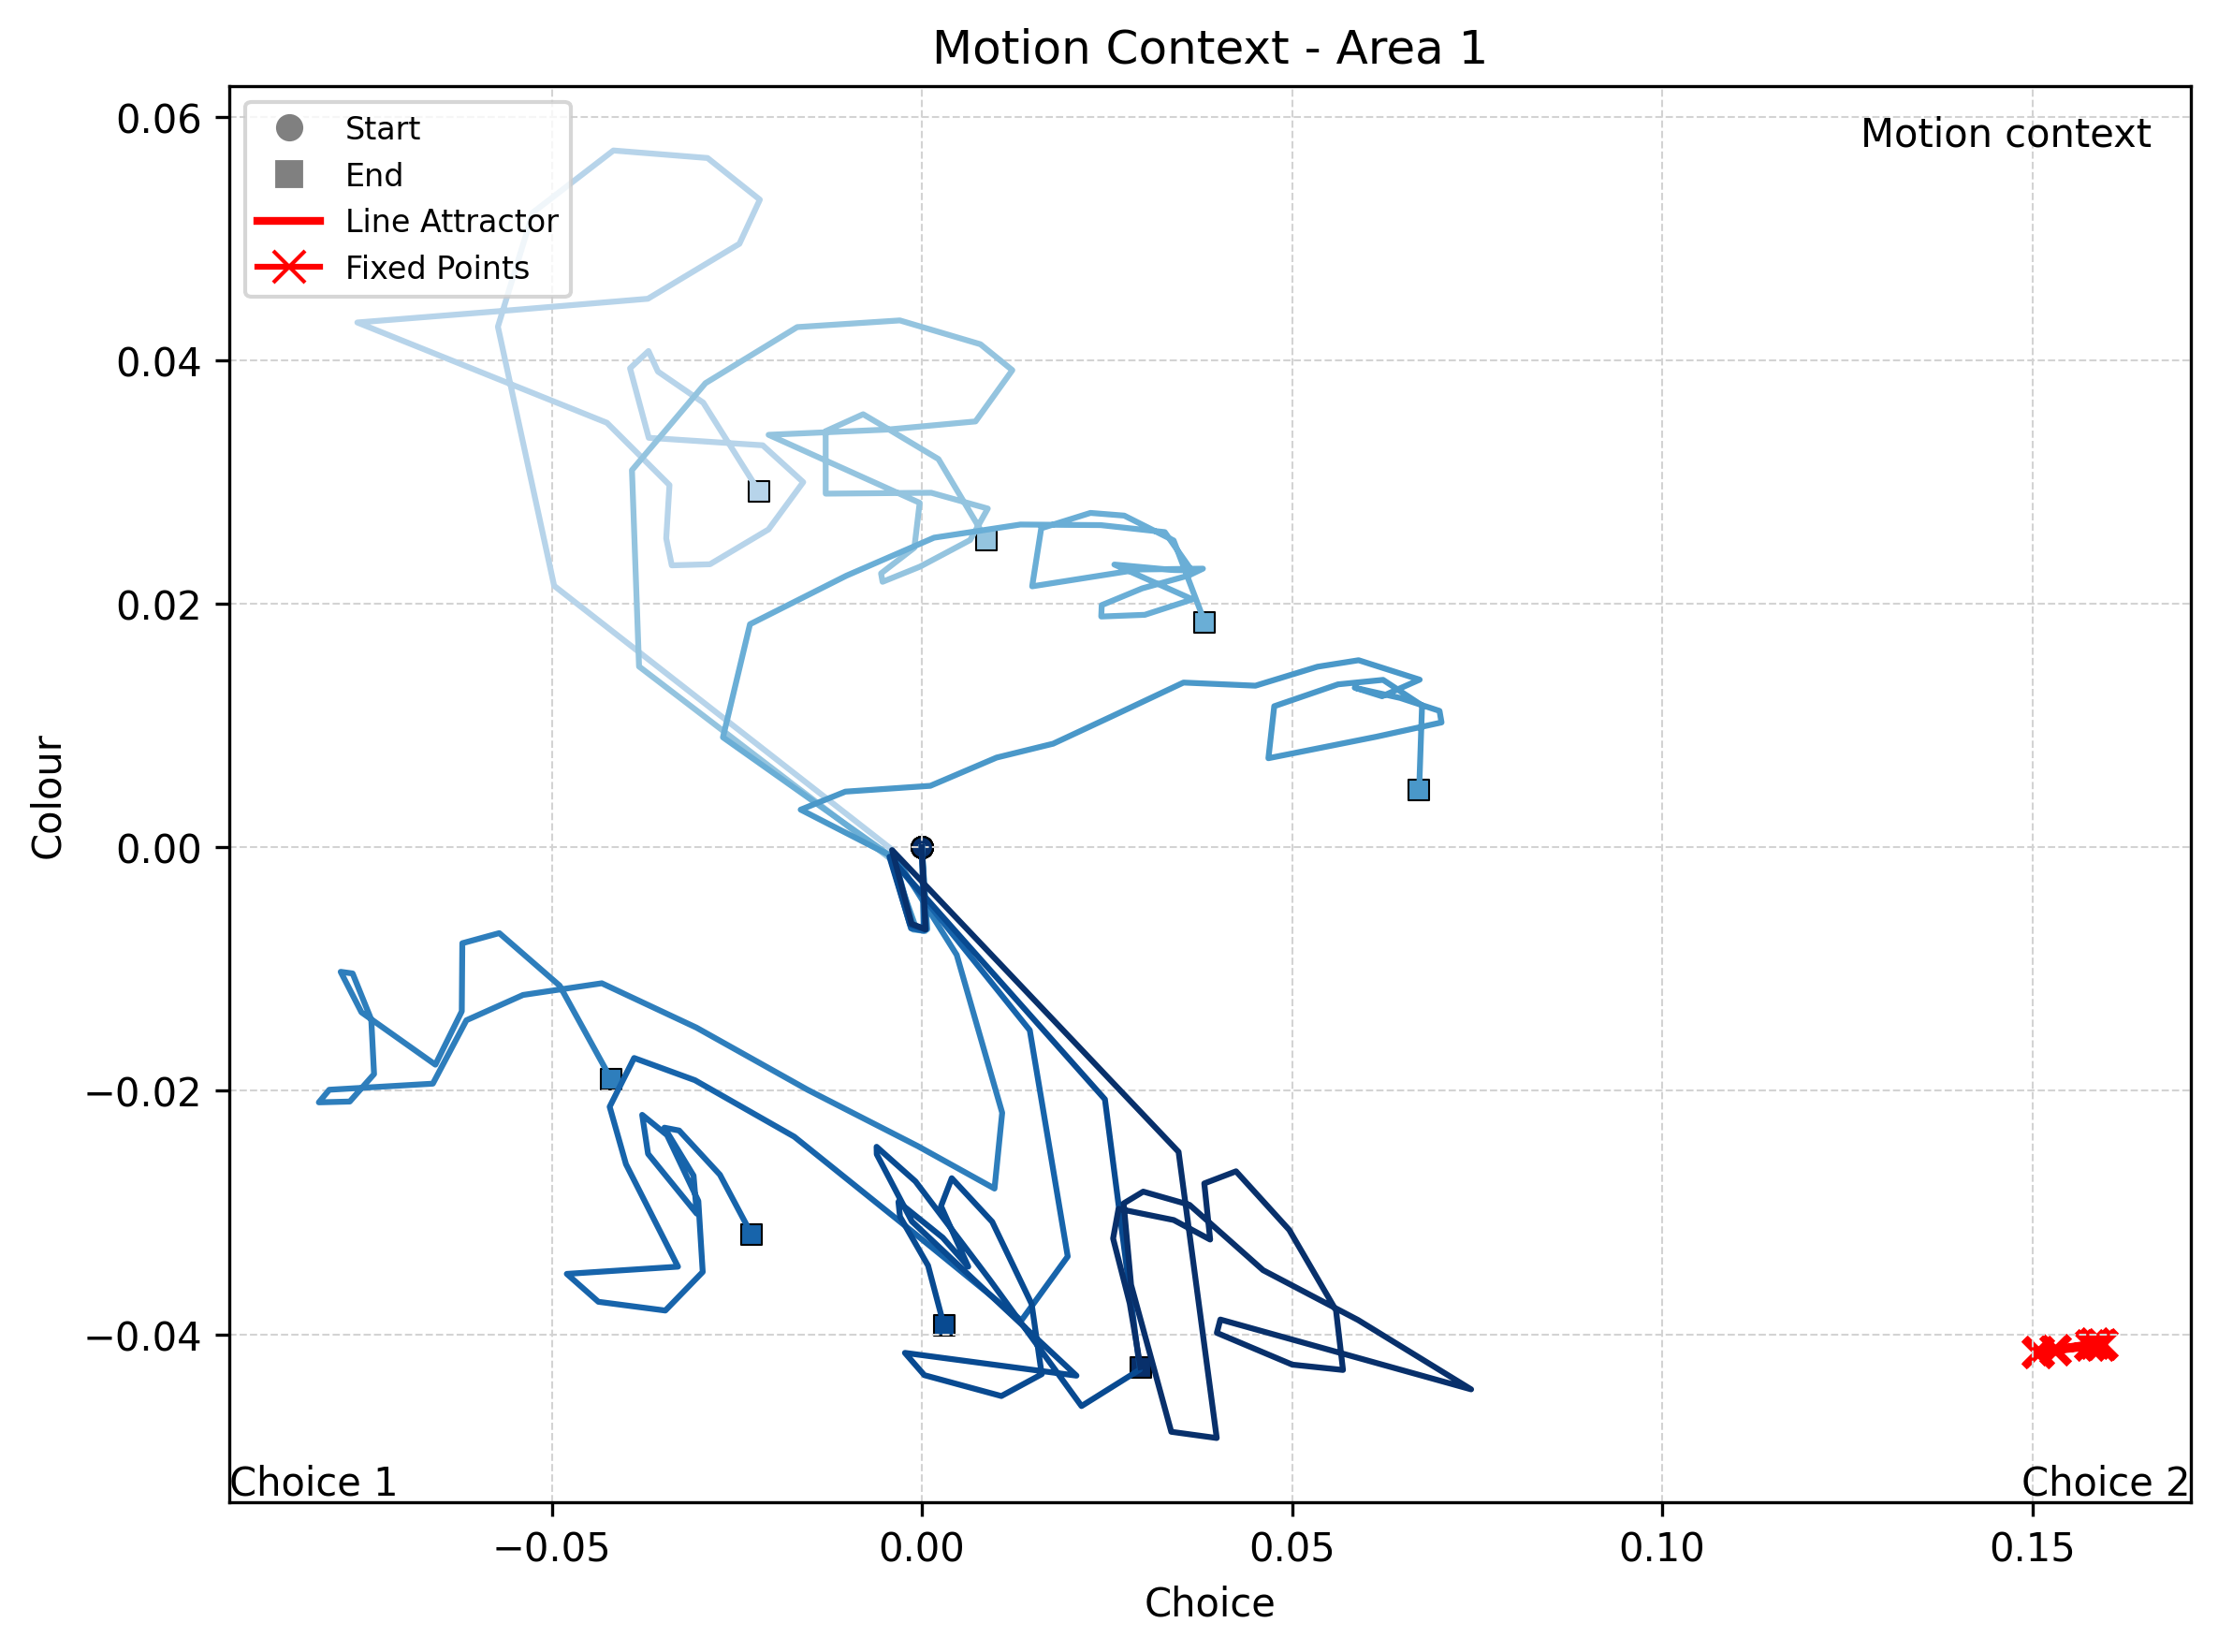 Motion Context - Area 1
Motion context
Start
End
Line Attractor
Fixed Points
0.06
0.04
0.02
0.00
−0.02
−0.04
Colour
Choice 1
Choice 2
−0.05
0.00
0.05
0.10
0.15
Choice